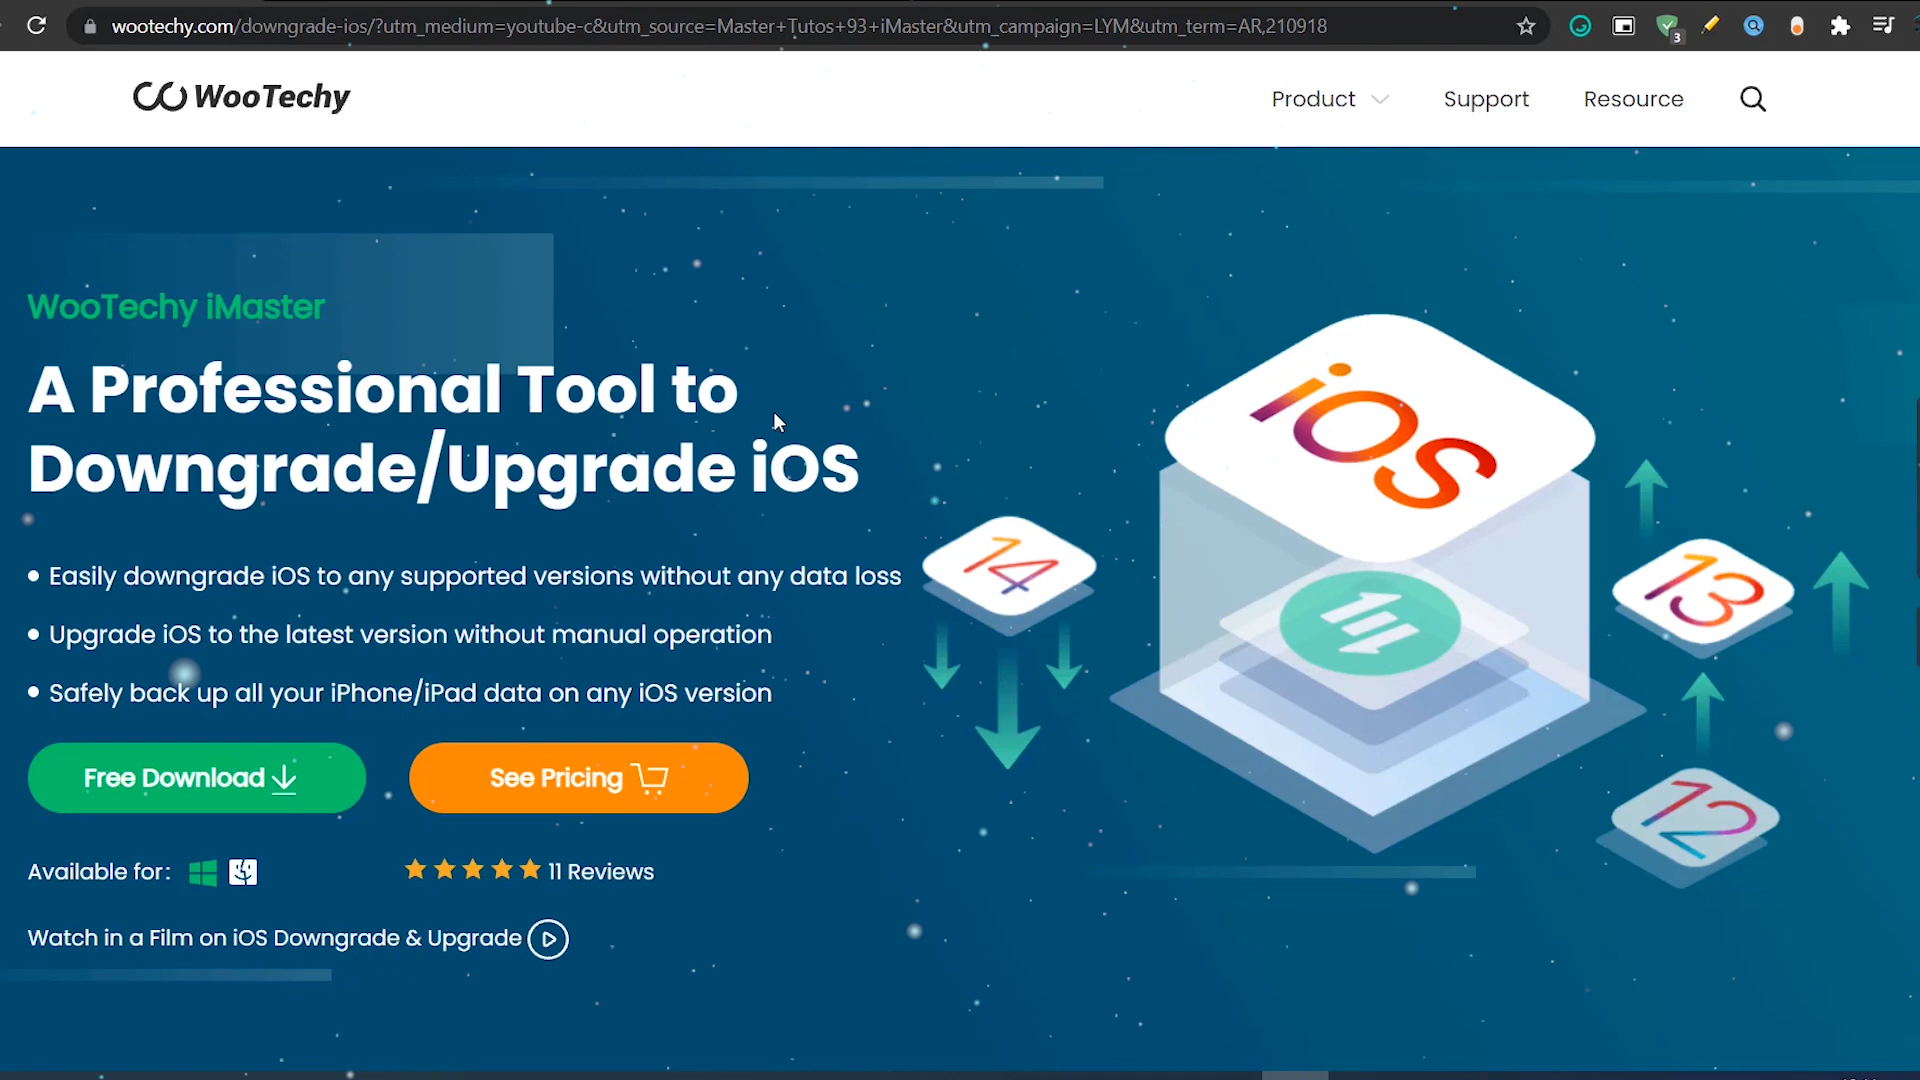 wootechy.com/downgrade-ios/?utm_medium=youtube-c&utm_source=Master+Tutos+93+iMaster&utm_campaign=LYM&utm_term=AR,210918
3
WooTechy
Product
Support
Resource
WooTechy iMaster
A Professional Tool to
Downgrade/Upgrade iOS
• Easily downgrade iOS to any supported versions without any data loss
• Upgrade iOS to the latest version without manual operation
• Safely back up all your iPhone/iPad data on any iOS version
Free Download
See Pricing
Available for:
11 Reviews
Watch in a Film on iOS Downgrade & Upgrade
iOS
14
13
12